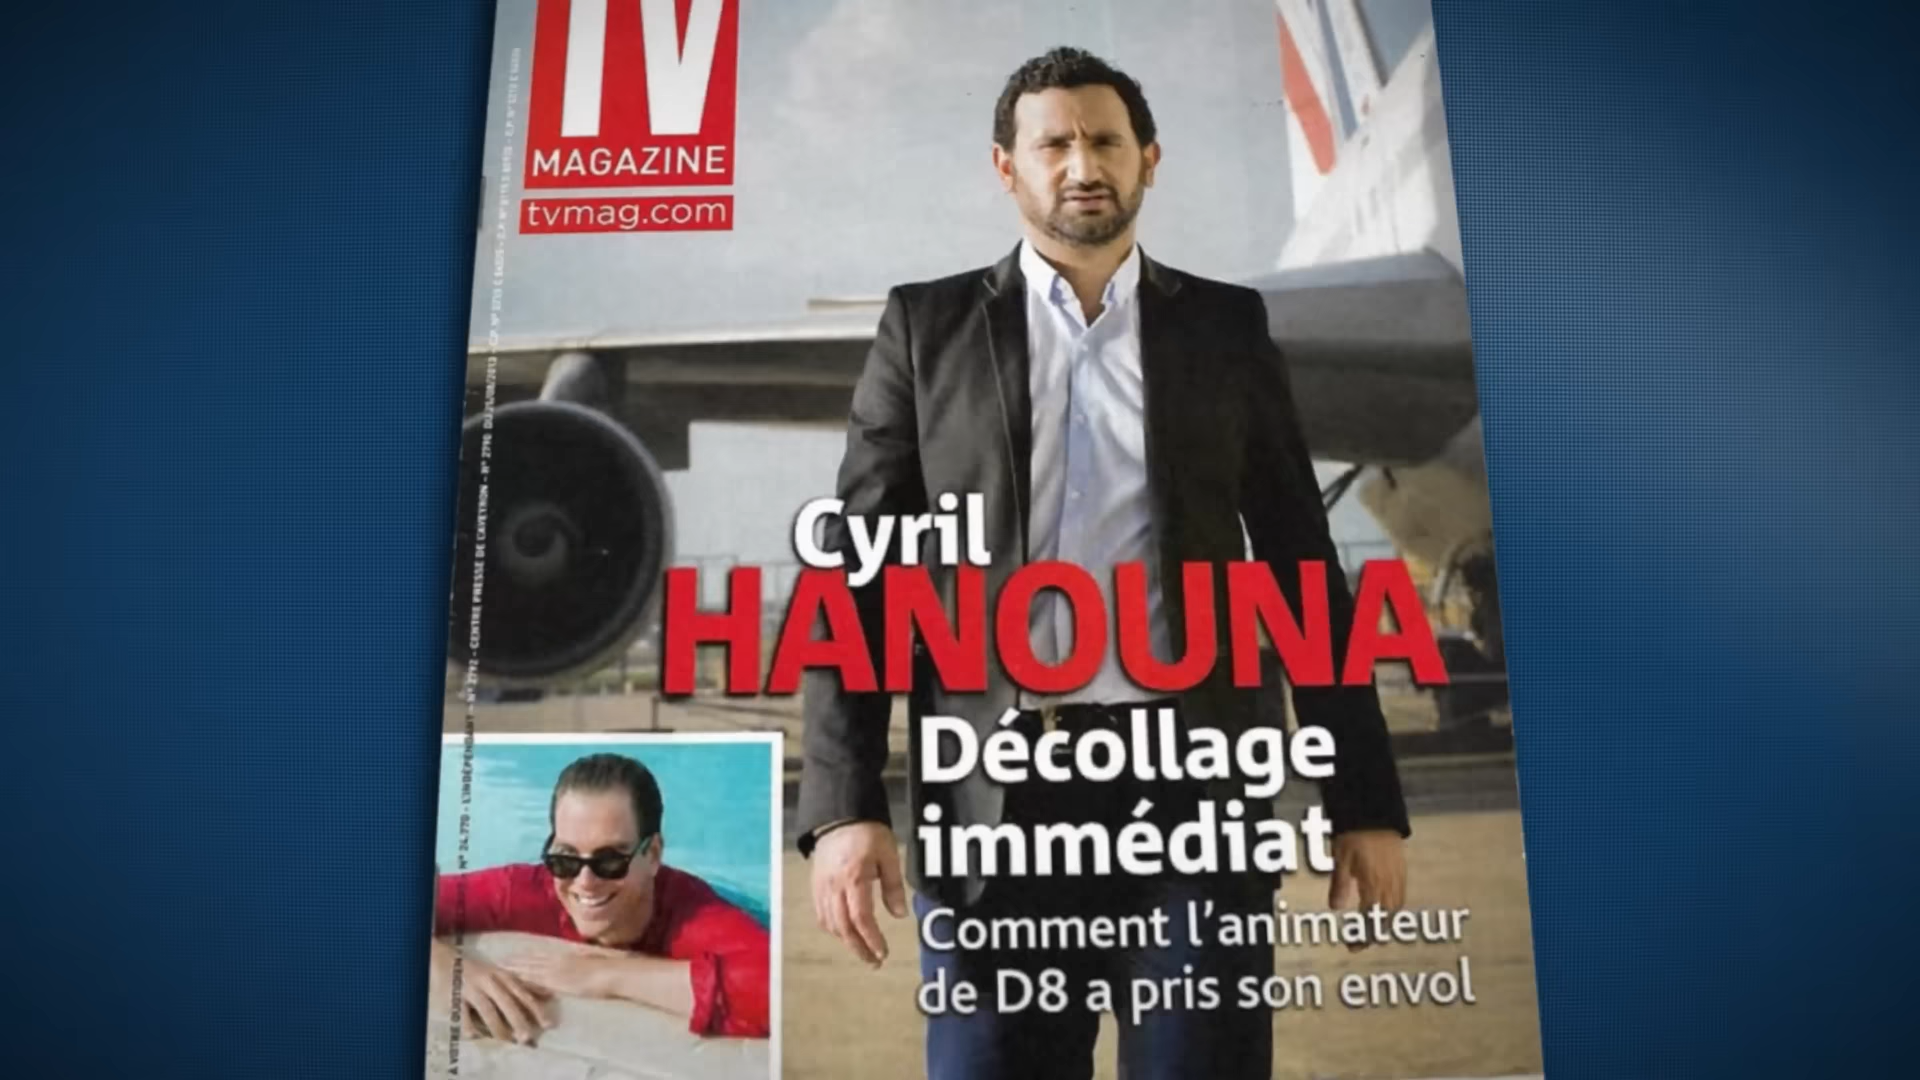 TV
MAGAZINE
tvmag.com
Cyril
HANOUNA
Décollage
immédiat
Comment l'animateur
de D8 a pris son envol